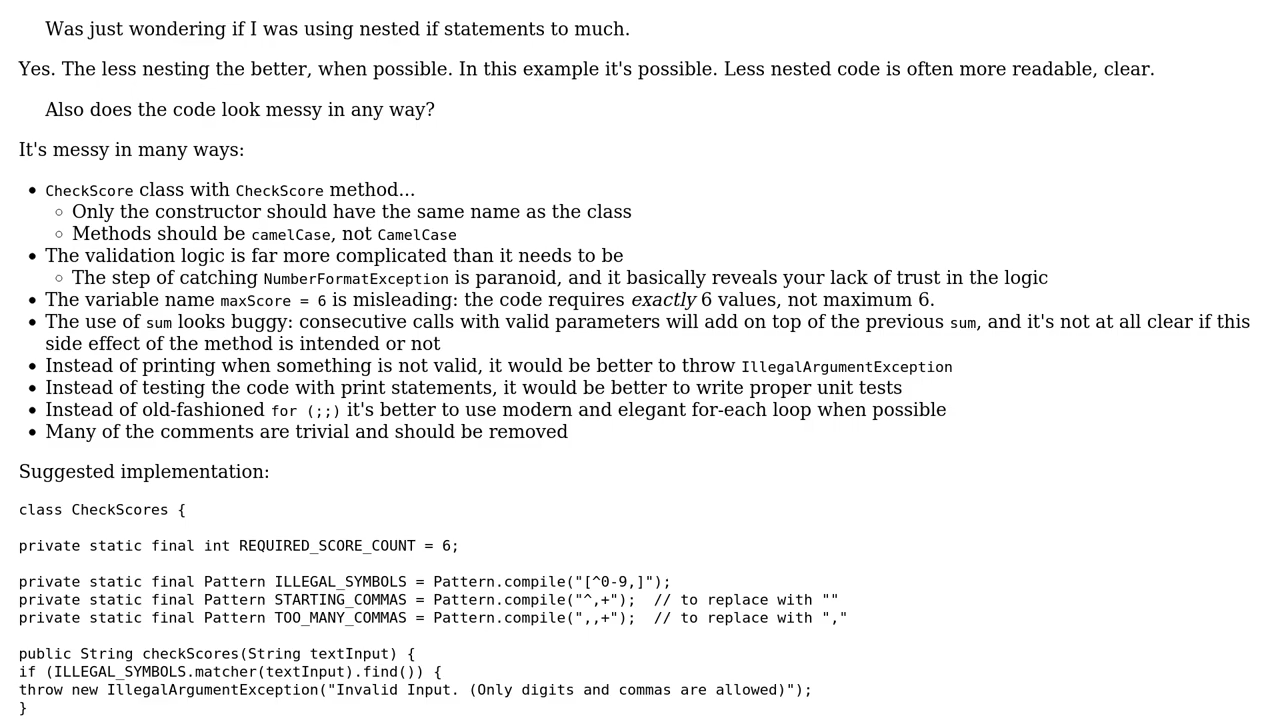 Was just wondering if I was using nested if statements to much.
Yes. The less nesting the better, when possible. In this example it's possible. Less nested code is often more readable, clear.
Also does the code look messy in any way?
It's messy in many ways:
CheckScore class with CheckScore method...
Only the constructor should have the same name as the class
Methods should be camelCase, not CamelCase
The validation logic is far more complicated than it needs to be
The step of catching NumberFormatException is paranoid, and it basically reveals your lack of trust in the logic
The variable name maxScore = 6 is misleading: the code requires exactly 6 values, not maximum 6.
The use of sum looks buggy: consecutive calls with valid parameters will add on top of the previous sum, and it's not at all clear if this
side effect of the method is intended or not
Instead of printing when something is not valid, it would be better to throw IllegalArgumentException
Instead of testing the code with print statements, it would be better to write proper unit tests
Instead of old-fashioned for (;;) it's better to use modern and elegant for-each loop when possible
Many of the comments are trivial and should be removed
Suggested implementation:
class CheckScores {
private static final int REQUIRED_SCORE_COUNT = 6;
private static final Pattern ILLEGAL_SYMBOLS = Pattern.compile("[^0-9,]");
private static final Pattern STARTING_COMMAS = Pattern.compile("^,+");  // to replace with ""
private static final Pattern TOO_MANY_COMMAS = Pattern.compile(",,+");  // to replace with ","
public String checkScores(String textInput) {
if (ILLEGAL_SYMBOLS.matcher(textInput).find()) {
throw new IllegalArgumentException("Invalid Input. (Only digits and commas are allowed)");
}